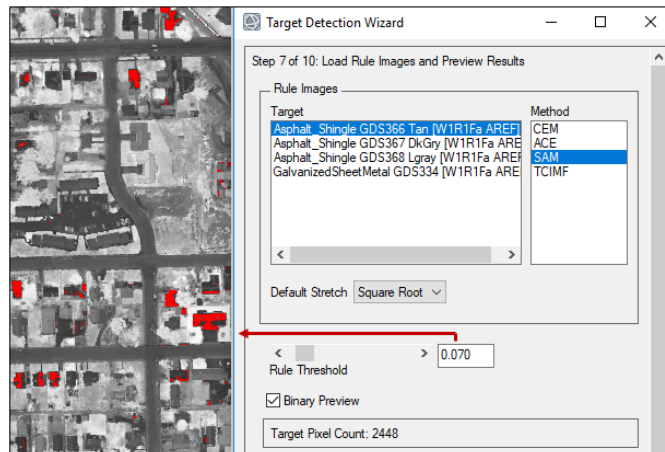 Target Detection Wizard
Step 7 of 10: Load Rule Images and Preview Results
Rule Images
Target
Method
Asphalt_Shingle GDS366 Tan [W1R1Fa AREF]
Asphalt_Shingle GDS367 DkGry [W1R1Fa ARE
Asphalt_Shingle GDS368 Lgray [W1R1Fa AREF
GalvanizedSheetMetal GDS334 [W1R1Fa ARE
CEM
ACE
SAM
TCIMF
Default Stretch Square Root
0.070
Rule Threshold
Binary Preview
Target Pixel Count: 2448